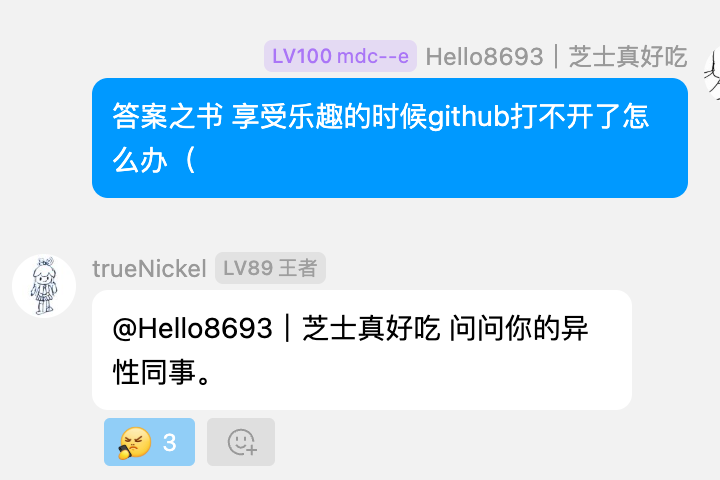 LV100 mdc--e Hello8693｜芝士真好吃
答案之书 享受乐趣的时候github打不开了怎
么办（
trueNickel LV89 王者
@Hello8693｜芝士真好吃 问问你的异
性同事。
3